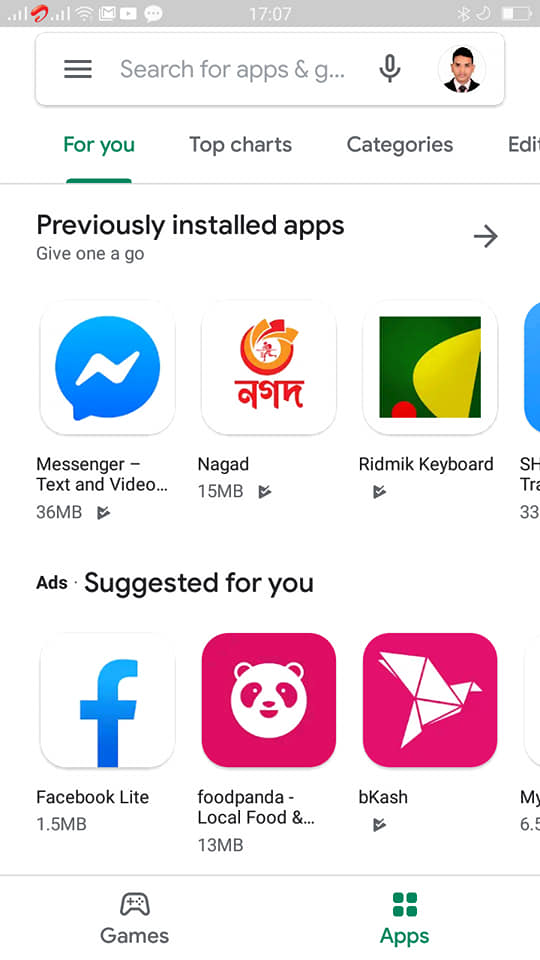 17:07
Search for apps & g...
For you Top charts Categories Edit
Previously installed apps
Give one a go
নগদ
Messenger –
Text and Video...
36MB
Nagad
15MB
Ridmik Keyboard
SH
Tra
33
Ads · Suggested for you
Facebook Lite
1.5MB
foodpanda -
Local Food &...
13MB
bKash
My
6.5
Games Apps